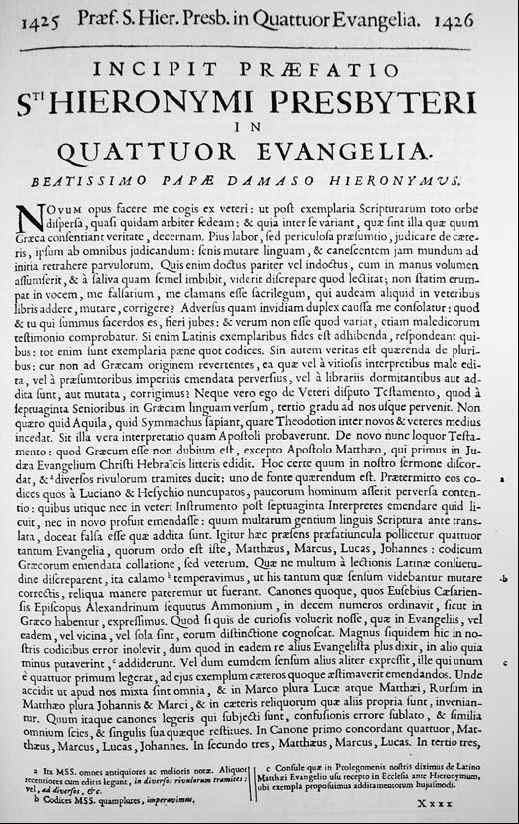 1425 Præf. S. Hier. Presb. in Quattuor Evangelia. 1426
INCIPIT PRÆFATIO
S^TI HIERONYMI PRESBYTERI
IN
QUATTUOR EVANGELIA.
BEATISSIMO PAPÆ DAMASO HIERONYMVS.
NOVUM opus facere me cogis ex veteri: ut post exemplaria Scripturarum toto orbe
dispersa, quasi quidam arbiter sedeam: & quia inter se variant, quæ sint illa quæ cum
Græca consentiant veritate, decernam. Pius labor, sed periculosa præsumtio, judicare de cæte-
ris, ipsum ab omnibus judicandum: senis mutare linguam, & canescentem jam mundum ad
initia retrahere parvulorum. Quis enim doctus pariter vel indoctus, cum in manus volumen
assumserit, & à saliva quam semel imbibit, viderit discrepare quod lectitat; non statim erum-
pat in vocem, me falsarium, me clamans esse sacrilegum, qui audeam aliquid in veteribus
libris addere, mutare, corrigere? Adversus quam invidiam duplex caussa me consolatur: quod
& tu qui summus sacerdos es, fieri jubes: & verum non esse quod variat, etiam maledicorum
testimonio comprobatur. Si enim Latinis exemplaribus fides est adhibenda, respondeant qui-
bus: tot enim sunt exemplaria pæne quot codices. Sin autem veritas est quærenda de pluri-
bus: cur non ad Græcam originem revertentes, ea quæ vel à vitiosis interpretibus male edi-
ta, vel à præsumtoribus imperitis emendata perversius, vel à librariis dormitantibus aut ad-
dita sunt, aut mutata, corrigimus? Neque vero ego de Veteri disputo Testamento, quod à
septuaginta Senioribus in Græcam linguam versum, tertio gradu ad nos usque pervenit. Non
quæro quid Aquila, quid Symmachus sapiant, quare Theodotion inter novos & veteres medius
incedat. Sit illa vera interpretatio quam Apostoli probaverunt. De novo nunc loquor Testa-
mento: quod Græcum esse non dubium est, excepto Apostolo Matthæo, qui primus in Ju-
dæa Evangelium Christi Hebraicis litteris edidit. Hoc certe quum in nostro sermone discor-
dat, & ᵃ diversos rivulorum tramites ducit; uno de fonte quærendum est. Prætermitto eos co- a
dices quos à Luciano & Hesychio nuncupatos, paucorum hominum asserit perversa conten-
tio: quibus utique nec in veteri Instrumento post septuaginta Interpretes emendare quid li-
cuit, nec in novo profuit emendasse: quum multarum gentium linguis Scriptura ante trans-
lata, doceat falsa esse quæ addita sunt. Igitur hæc præsens præfatiuncula pollicetur quattuor
tantum Evangelia, quorum ordo est iste, Matthæus, Marcus, Lucas, Johannes: codicum
Græcorum emendata collatione, sed veterum. Quæ ne multum à lectionis Latinæ consuetu-
dine discreparent, ita calamo ᵇ temperavimus, ut his tantum quæ sensum videbantur mutare b
correctis, reliqua manere pateremur ut fuerant. Canones quoque, quos Eusebius Cæsarien-
sis Episcopus Alexandrinum sequutus Ammonium, in decem numeros ordinavit, sicut in
Græco habentur, expressimus. Quod si quis de curiosis voluerit nosse, quæ in Evangeliis, vel
eadem, vel vicina, vel sola sint, eorum distinctione cognoscat. Magnus siquidem hic in no-
stris codicibus error inolevit, dum quod in eadem re alius Evangelista plus dixit, in alio quia
minus putaverint, ᶜ addiderunt. Vel dum eumdem sensum alius aliter expressit, ille qui unum c
è quattuor primum legerat, ad ejus exemplum cæteros quoque æstimaverit emendandos. Unde
accidit ut apud nos mixta sint omnia, & in Marco plura Lucæ atque Matthæi, Rursum in
Matthæo plura Johannis & Marci, & in cæteris reliquorum quæ aliis propria sunt, invenian-
tur. Quum itaque canones legeris qui subjecti sunt, confusionis errore sublato, & similia
omnium scies, & singulis sua quæque restitues. In Canone primo concordant quattuor, Mat-
thæus, Marcus, Lucas, Johannes. In secundo tres, Matthæus, Marcus, Lucas. In tertio tres,
a Ita MSS. omnes antiquiores ac melioris notæ. Aliquot
recentiores cum editis legunt, in diversos rivulorum tramites:
vel, ad diversos, &c.
b Codices MSS. quamplures, imperavimus,
c Consule quæ in Prolegomenis nostris diximus de Latino
Matthæi Evangelio usu recepto in Ecclesia ante Hieronymum,
ubi exempla proposuimus additamentorum hujusmodi.
Xxxx